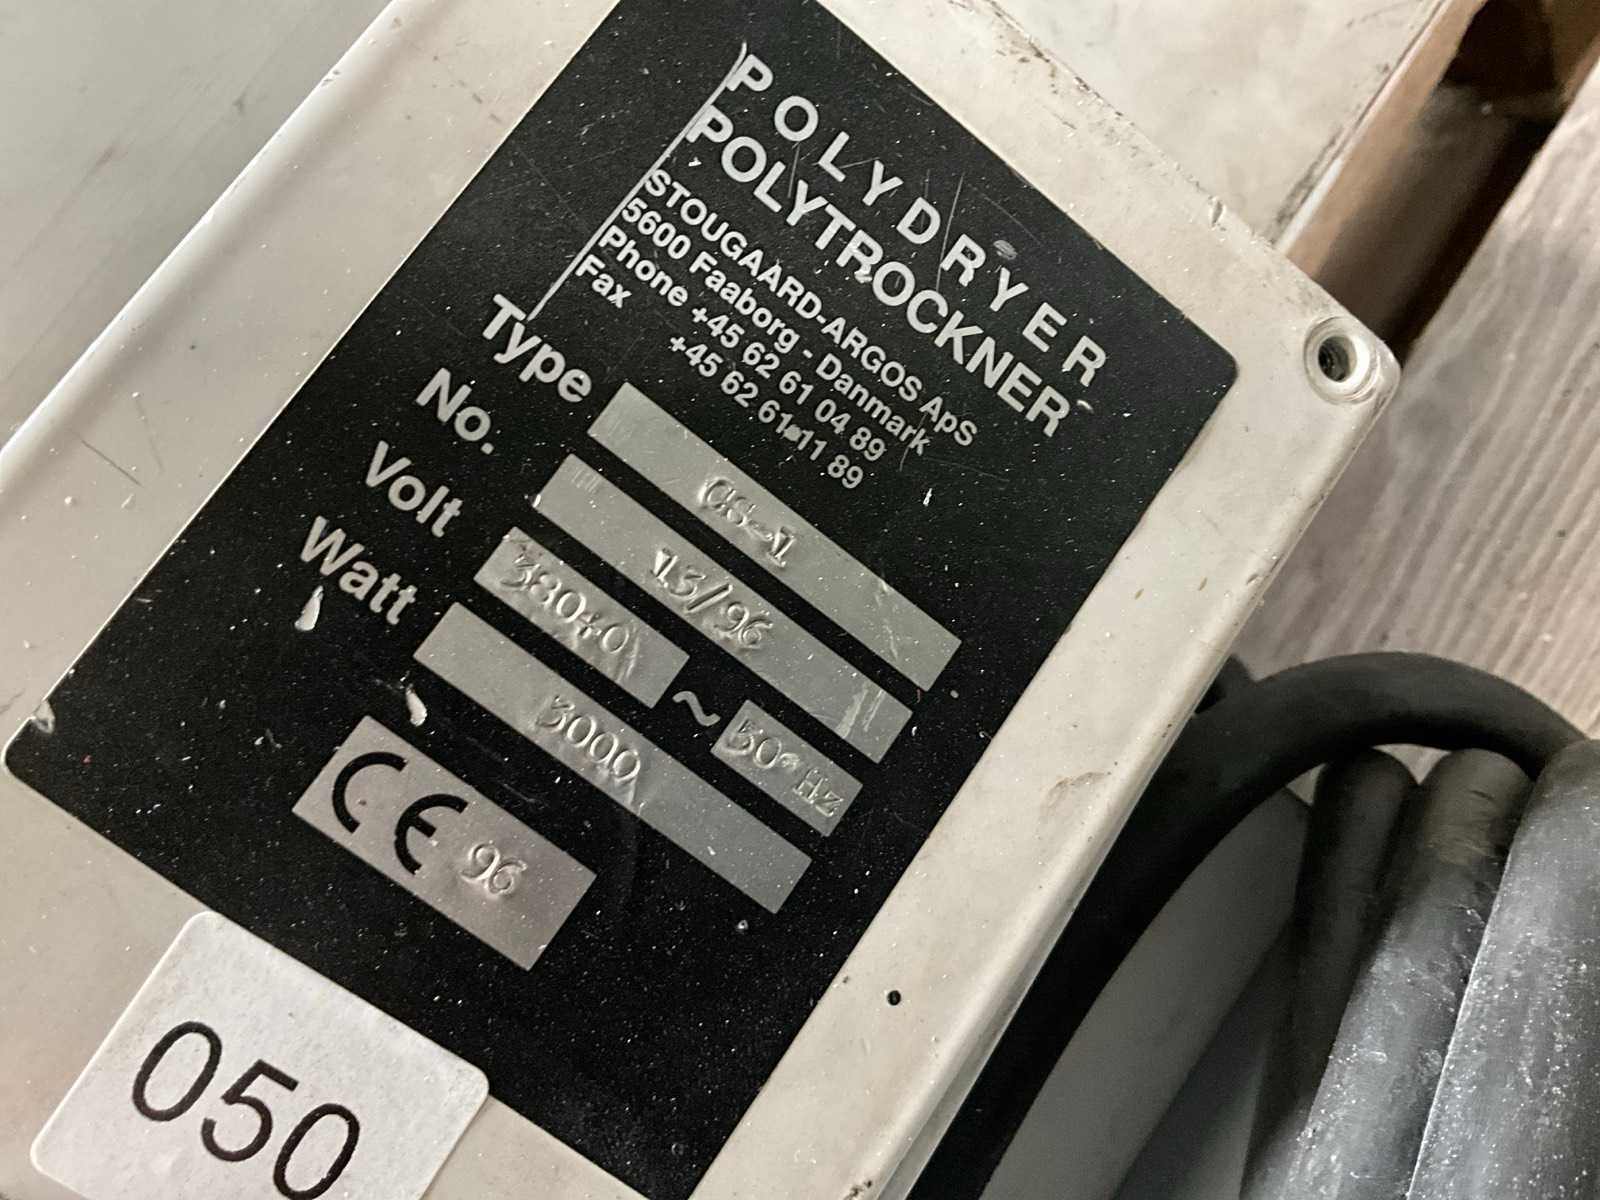 POLYDRYER
POLYTROCKNER
STOUGAARD-ARGOS ApS
5600 Faaborg - Danmark
Phone +45 62 61 04 89
Fax +45 62 61 11 89
Type CS-1
No. 13/96
Volt 380+0 ~ 50 HZ
Watt 3000
CE 96
050